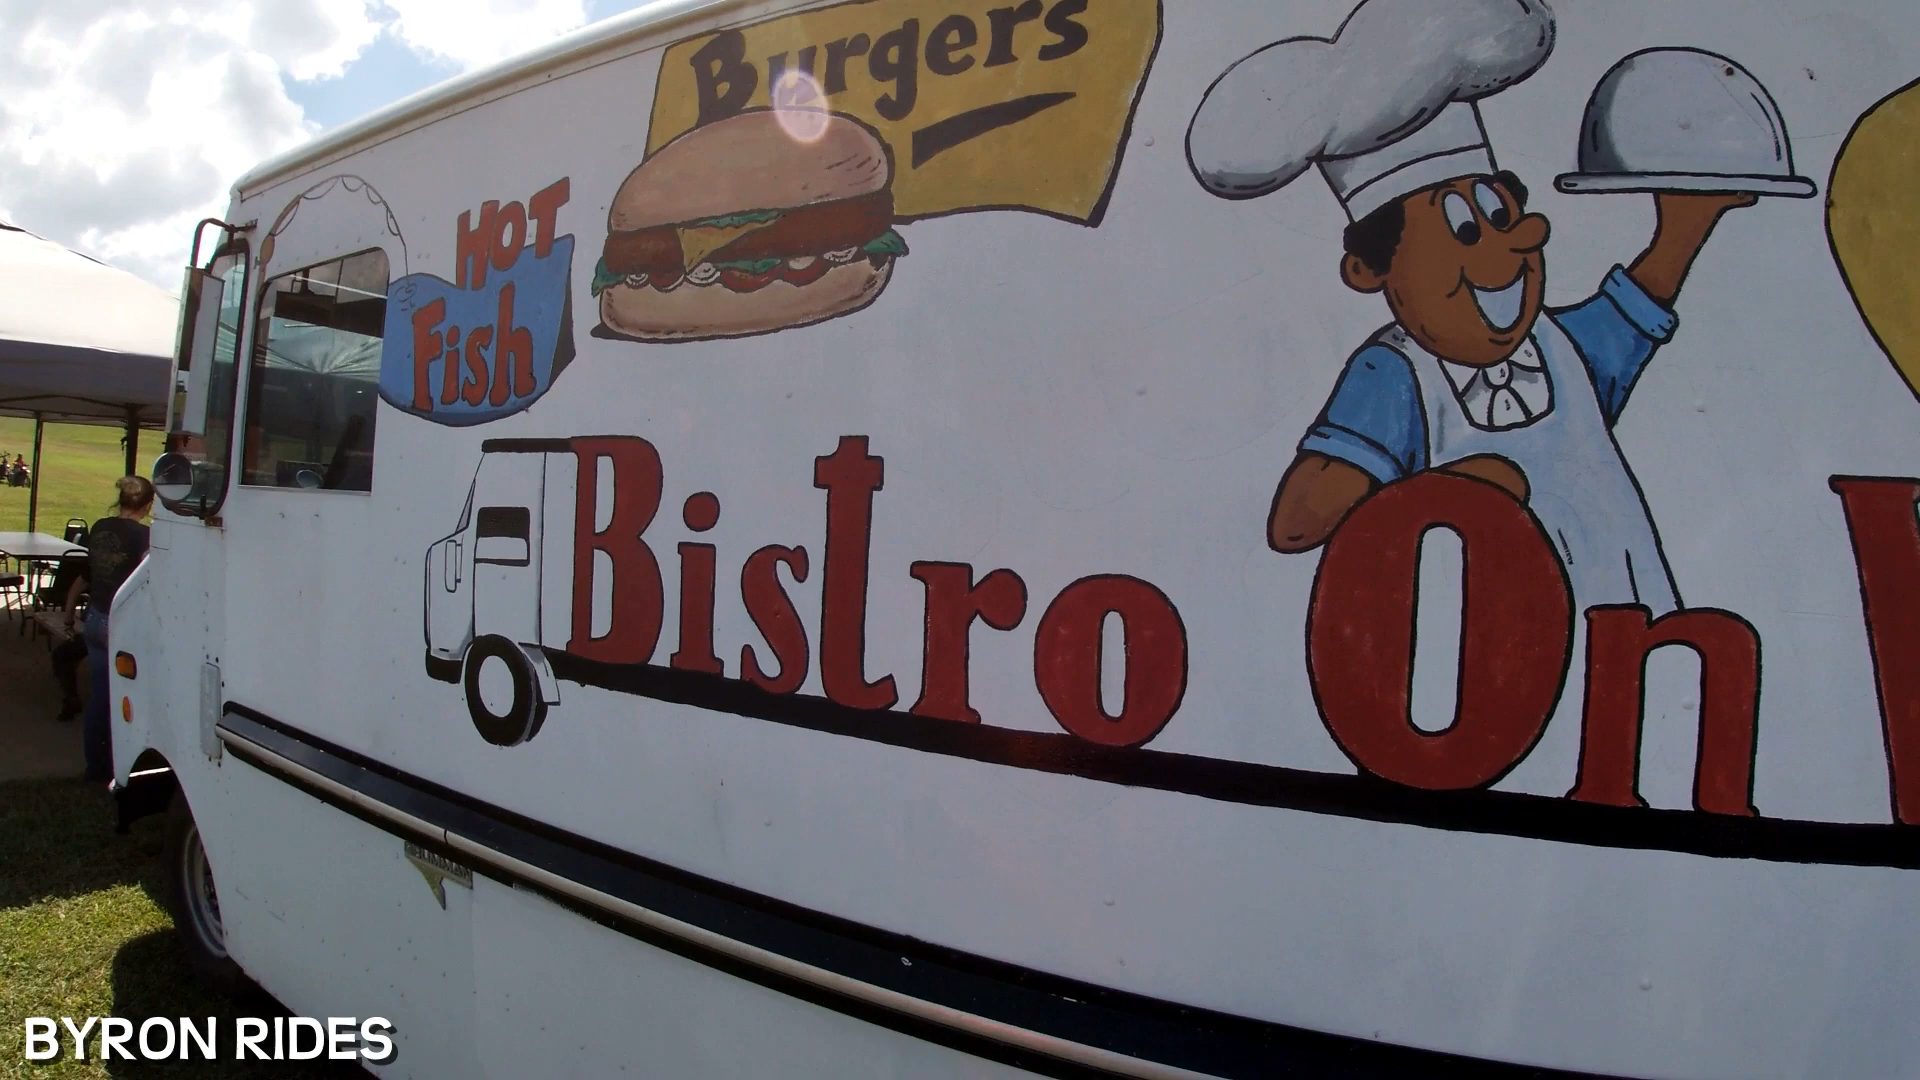 Burgers
HOT
Fish
Bistro On
BYRON RIDES